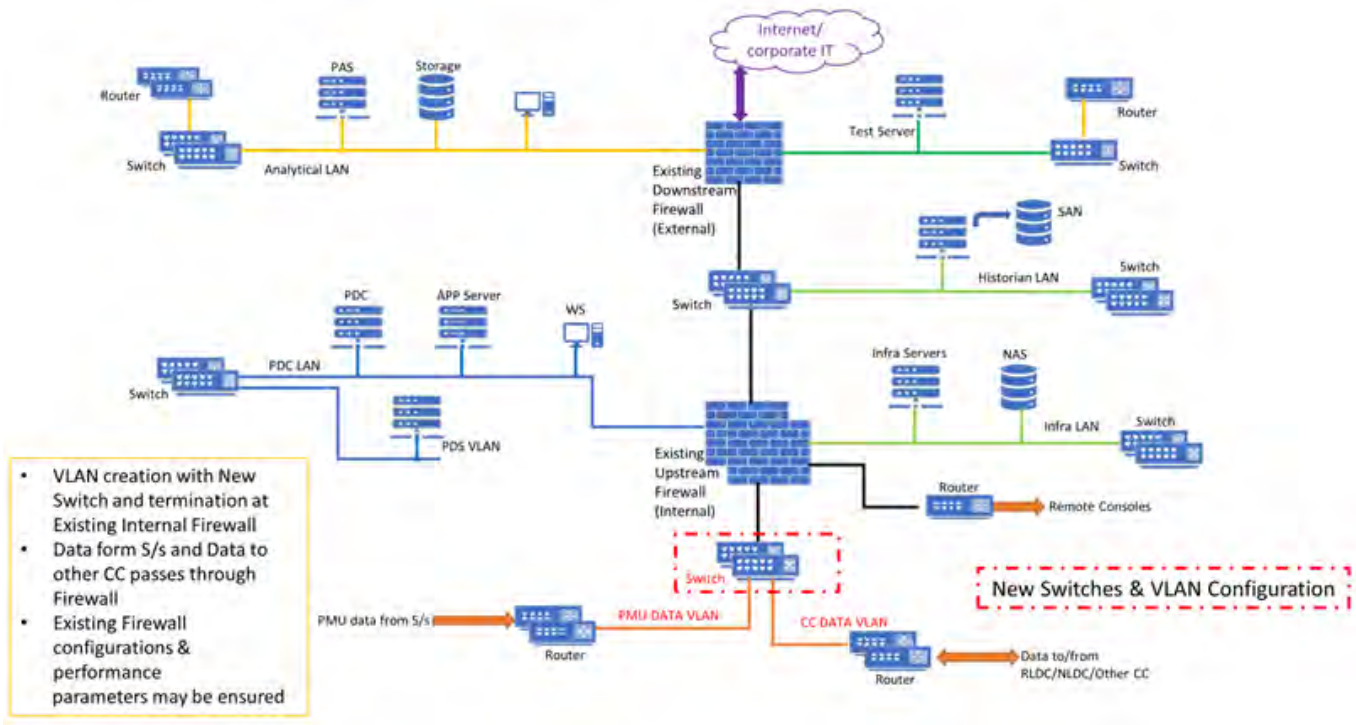 Internet/
corporate IT
PAS
Storage
Router
Switch
Analytical LAN
Existing
Downstream
Firewall
(External)
Test Server
Router
Switch
SAN
Historian LAN
Switch
Switch
PDC
APP Server
WS
PDC LAN
Switch
PDS VLAN
Infra Servers
NAS
Infra LAN
Switch
Existing
Upstream
Firewall
(Internal)
Router
Remote Consoles
• VLAN creation with New
Switch and termination at
Existing Internal Firewall
• Data form S/s and Data to
other CC passes through
Firewall
• Existing Firewall
configurations &
performance
parameters may be ensured
Switch
New Switches & VLAN Configuration
PMU data from S/s
PMU DATA VLAN
CC DATA VLAN
Router
Router
Data to/from
RLDC/NLDC/Other CC